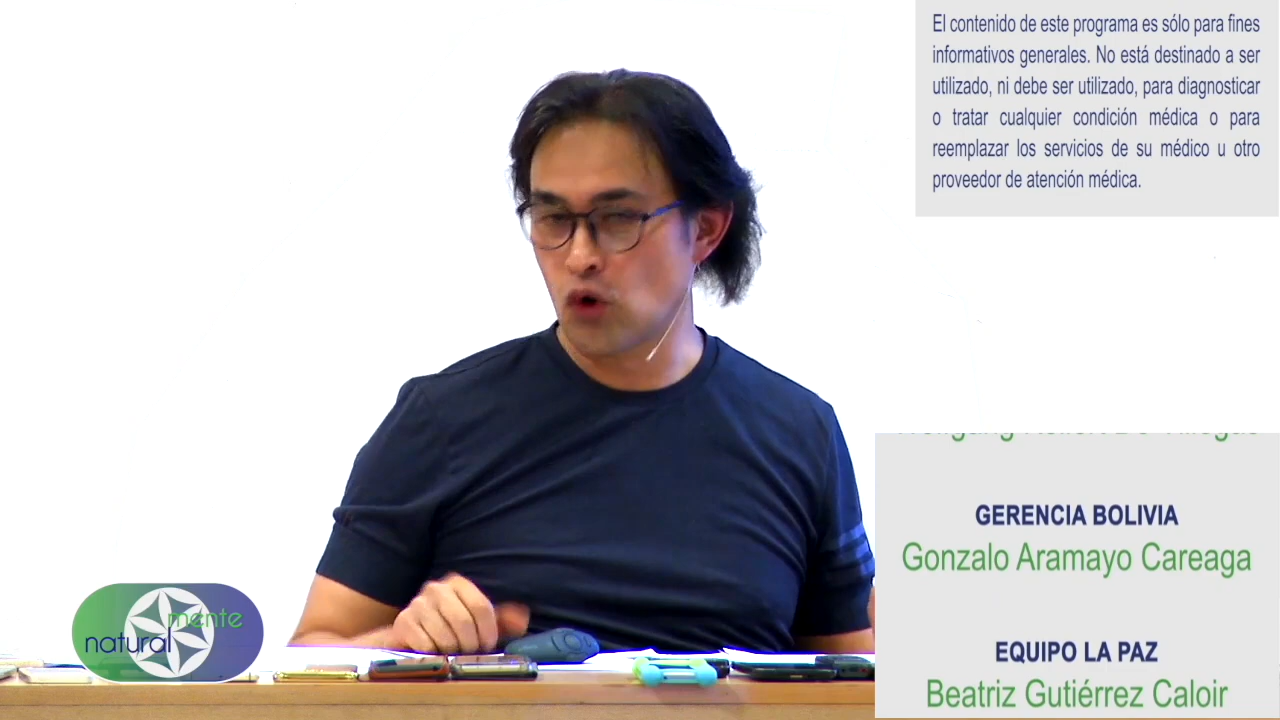 El contenido de este programa es sólo para fines
informativos generales. No está destinado a ser
utilizado, ni debe ser utilizado, para diagnosticar
o tratar cualquier condición médica o para
reemplazar los servicios de su médico u otro
proveedor de atención médica.
GERENCIA BOLIVIA
Gonzalo Aramayo Careaga
EQUIPO LA PAZ
Beatriz Gutiérrez Caloir
mente
natural